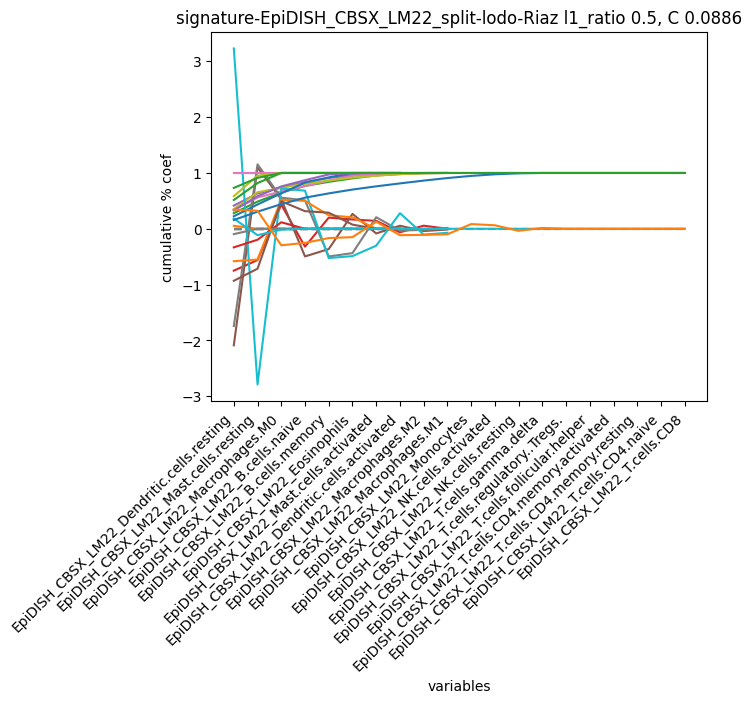 signature-EpiDISH_CBSX_LM22_split-lodo-Riaz l1_ratio 0.5, C 0.0886
cumulative % coef
3
2
1
0
−1
−2
−3
EpiDISH_CBSX_LM22_Dendritic.cells.resting
EpiDISH_CBSX_LM22_Mast.cells.resting
EpiDISH_CBSX_LM22_Macrophages.M0
EpiDISH_CBSX_LM22_B.cells.naive
EpiDISH_CBSX_LM22_B.cells.memory
EpiDISH_CBSX_LM22_Eosinophils
EpiDISH_CBSX_LM22_Mast.cells.activated
EpiDISH_CBSX_LM22_Dendritic.cells.activated
EpiDISH_CBSX_LM22_Macrophages.M2
EpiDISH_CBSX_LM22_Macrophages.M1
EpiDISH_CBSX_LM22_Monocytes
EpiDISH_CBSX_LM22_NK.cells.activated
EpiDISH_CBSX_LM22_NK.cells.resting
EpiDISH_CBSX_LM22_T.cells.gamma.delta
EpiDISH_CBSX_LM22_T.cells.regulatory.Tregs.
EpiDISH_CBSX_LM22_T.cells.follicular.helper
EpiDISH_CBSX_LM22_T.cells.CD4.memory.activated
EpiDISH_CBSX_LM22_T.cells.CD4.memory.resting
EpiDISH_CBSX_LM22_T.cells.CD4.naive
EpiDISH_CBSX_LM22_T.cells.CD8
variables